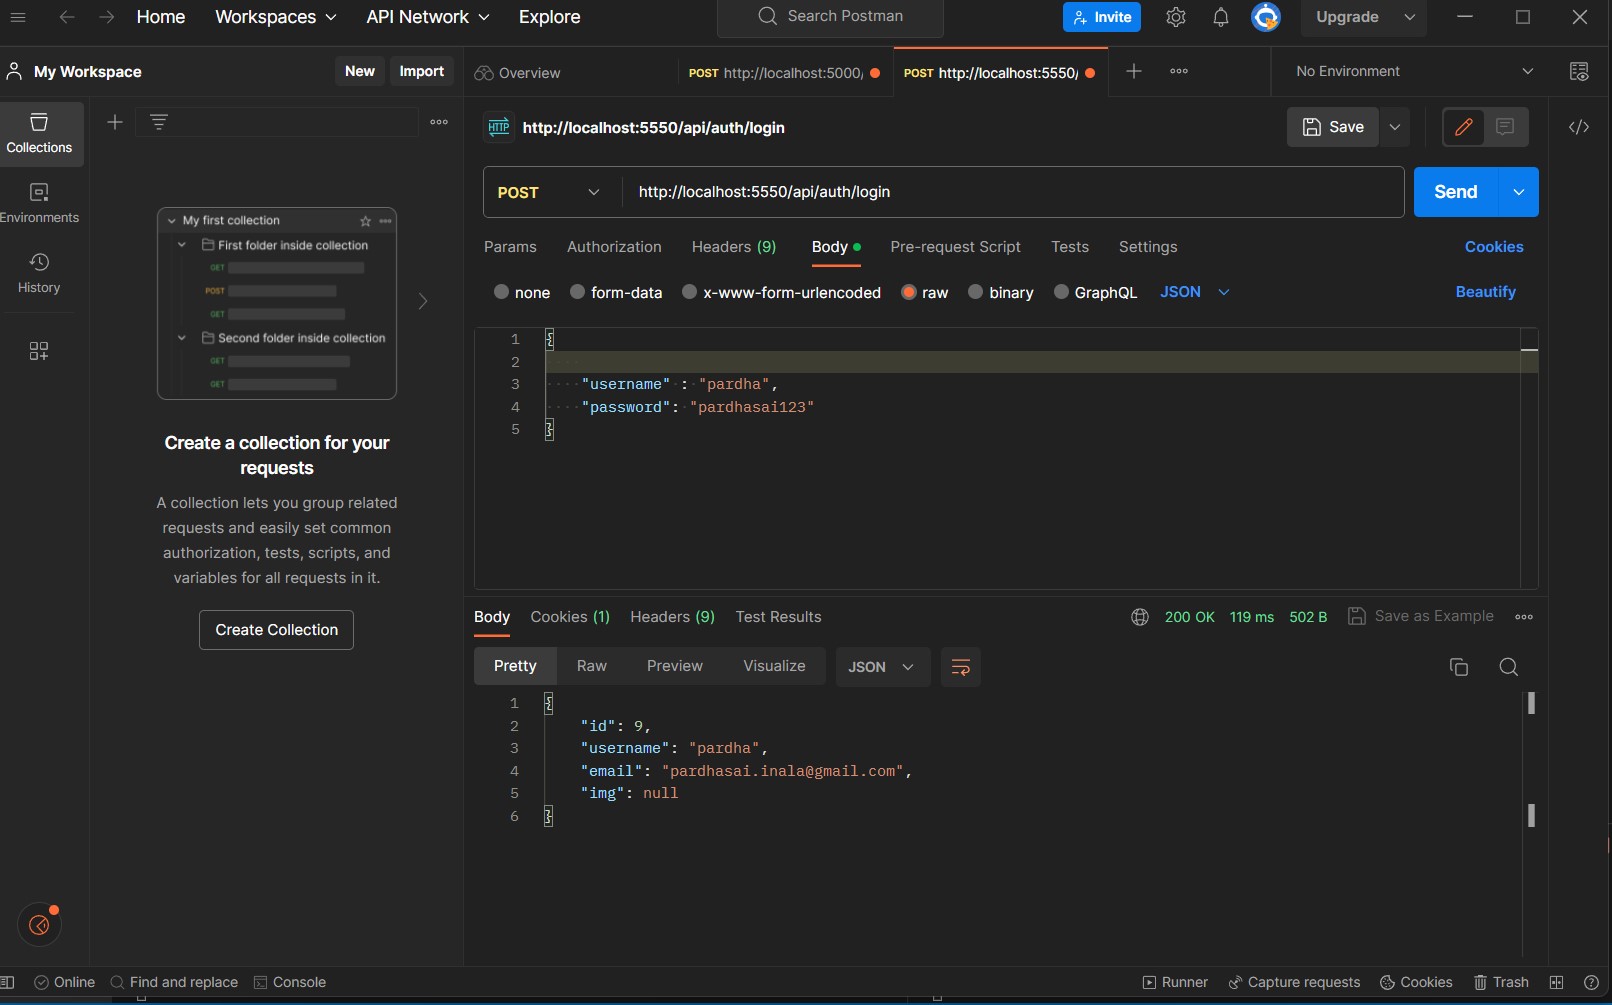 Home Workspaces API Network Explore Search Postman Invite Upgrade
My Workspace New Import Overview POST http://localhost:5000/ POST http://localhost:5550/ No Environment
Collections
Environments
History
My first collection
First folder inside collection
GET
POST
GET
Second folder inside collection
GET
GET
Create a collection for your
requests
A collection lets you group related
requests and easily set common
authorization, tests, scripts, and
variables for all requests in it.
Create Collection
HTTP http://localhost:5550/api/auth/login Save
POST http://localhost:5550/api/auth/login Send
Params Authorization Headers (9) Body Pre-request Script Tests Settings Cookies
none form-data x-www-form-urlencoded raw binary GraphQL JSON Beautify
1 {
2
3 "username" : "pardha",
4 "password": "pardhasai123"
5 }
Body Cookies (1) Headers (9) Test Results 200 OK 119 ms 502 B Save as Example
Pretty Raw Preview Visualize JSON
1 {
2 "id": 9,
3 "username": "pardha",
4 "email": "pardhasai.inala@gmail.com",
5 "img": null
6 }
Online Find and replace Console Runner Capture requests Cookies Trash